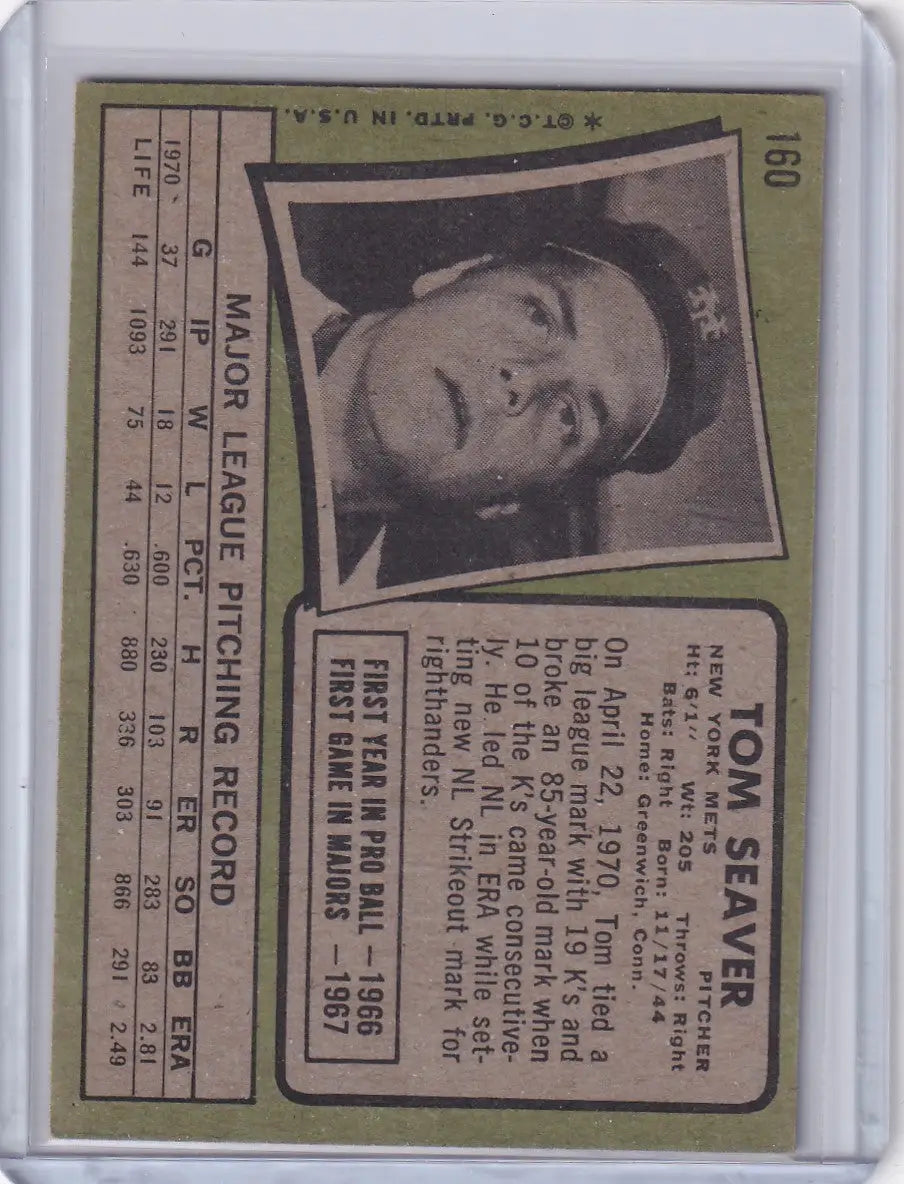 160
* ©T.C.G. PRTD. IN U.S.A.
TOM SEAVER
NEW YORK METS PITCHER
Ht: 6'1" Wt: 205 Throws: Right
Bats: Right Born: 11/17/44
Home: Greenwich, Conn.
On April 22, 1970, Tom tied a
big league mark with 19 K's and
broke an 85-year-old mark when
10 of the K's came consecutive-
ly. He led NL in ERA while set-
ting new NL Strikeout mark for
righthanders.
FIRST YEAR IN PRO BALL — 1966
FIRST GAME IN MAJORS — 1967
MAJOR LEAGUE PITCHING RECORD
G IP W L PCT. H R ER SO BB ERA
1970 37 291 18 12 .600 230 103 91 283 83 2.81
LIFE 144 1093 75 44 .630 880 336 303 866 291 2.49